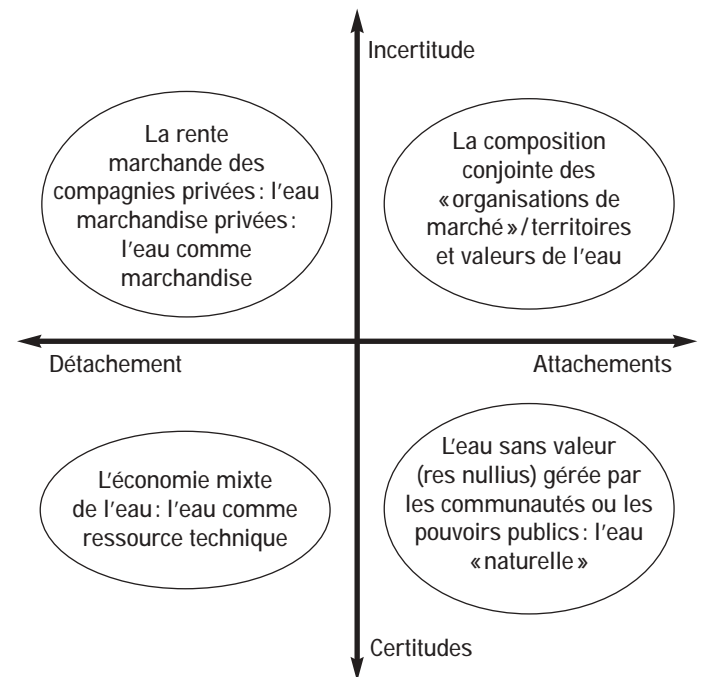 Incertitude
La rente
marchande des
compagnies privées : l'eau
marchandise privées :
l'eau comme
marchandise
La composition
conjointe des
« organisations de
marché » / territoires
et valeurs de l'eau
Détachement
Attachements
L'économie mixte
de l'eau : l'eau comme
ressource technique
L'eau sans valeur
(res nullius) gérée par
les communautés ou les
pouvoirs publics : l'eau
« naturelle »
Certitudes